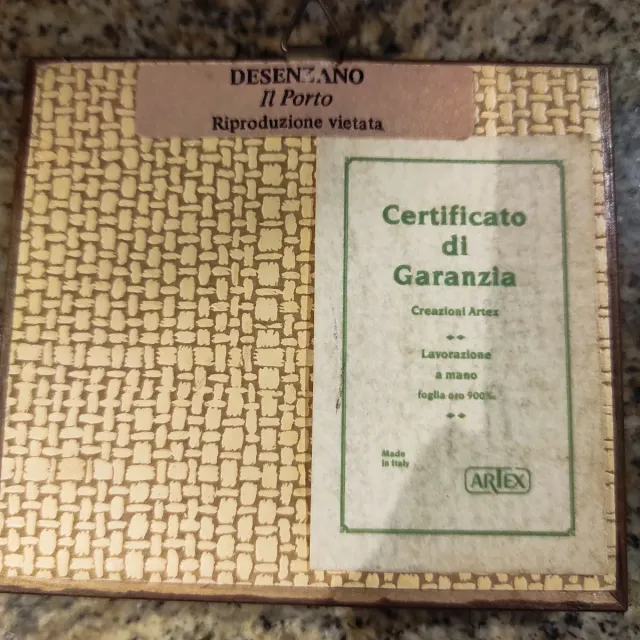 DESENZANO
Il Porto
Riproduzione vietata
Certificato
di
Garanzia
Creazioni Artex
Lavorazione
a mano
foglia oro 900‰
Made
in Italy
ARTEX